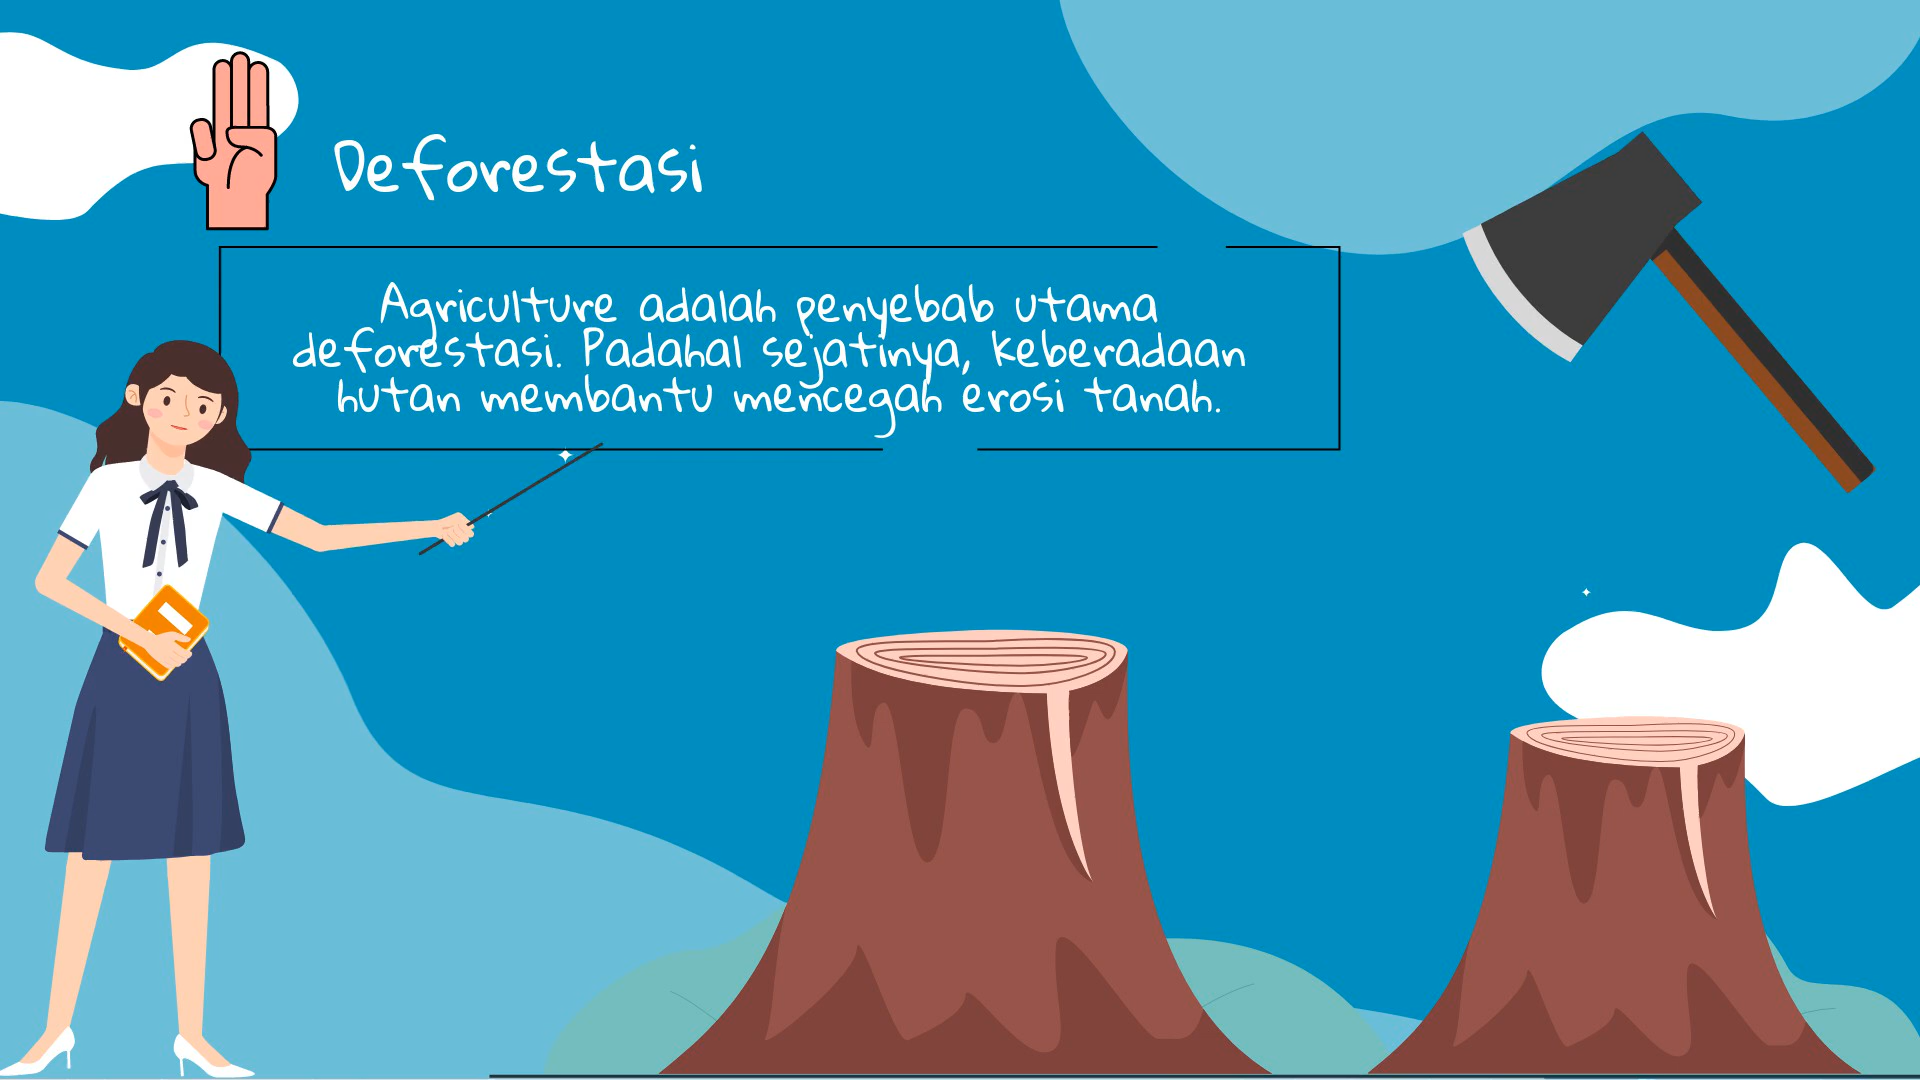 Deforestasi
Agriculture adalah penyebab utama
deforestasi. Padahal sejatinya, keberadaan
hutan membantu mencegah erosi tanah.